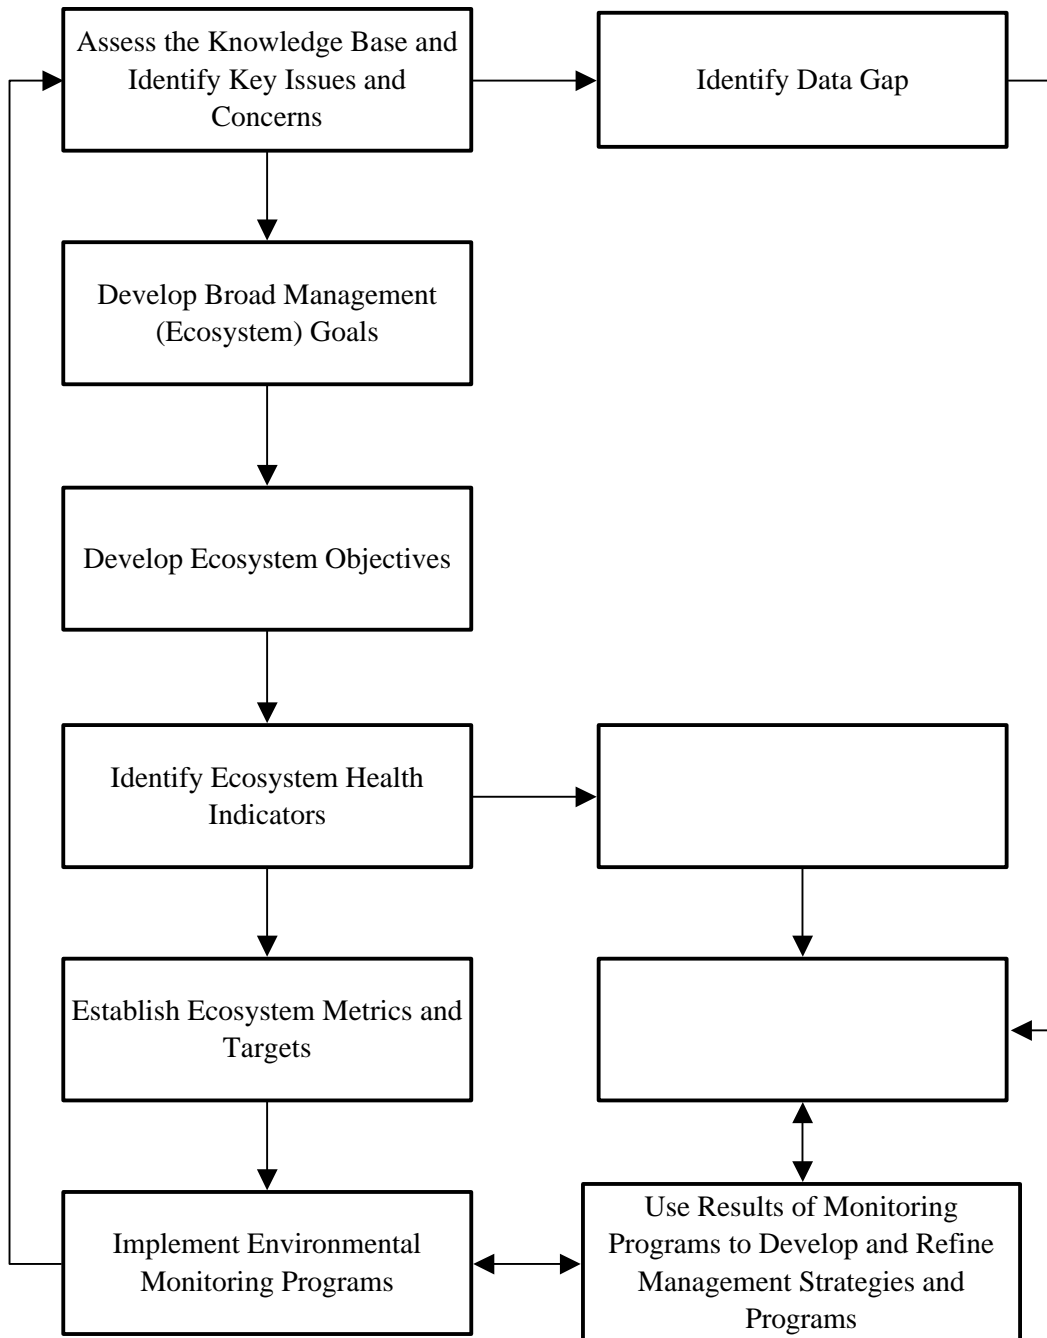 Assess the Knowledge Base and
Identify Key Issues and
Concerns
Identify Data Gap
Develop Broad Management
(Ecosystem) Goals
Develop Ecosystem Objectives
Identify Ecosystem Health
Indicators
Establish Ecosystem Metrics and
Targets
Implement Environmental
Monitoring Programs
Use Results of Monitoring
Programs to Develop and Refine
Management Strategies and
Programs